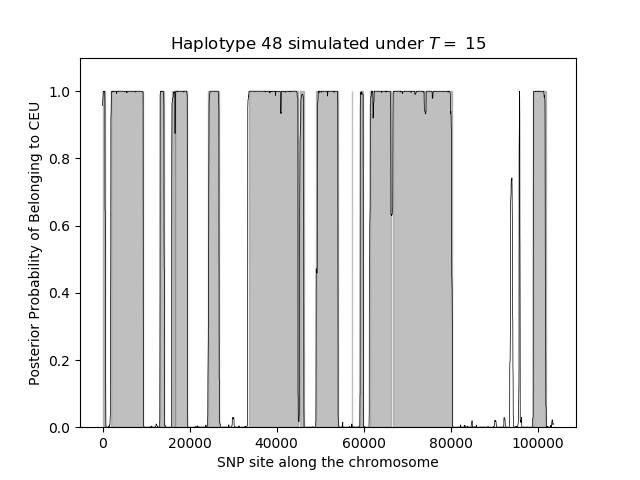 Haplotype 48 simulated under T = 15
Posterior Probability of Belonging to CEU
1.0
0.8
0.6
0.4
0.2
0.0
0 20000 40000 60000 80000 100000
SNP site along the chromosome